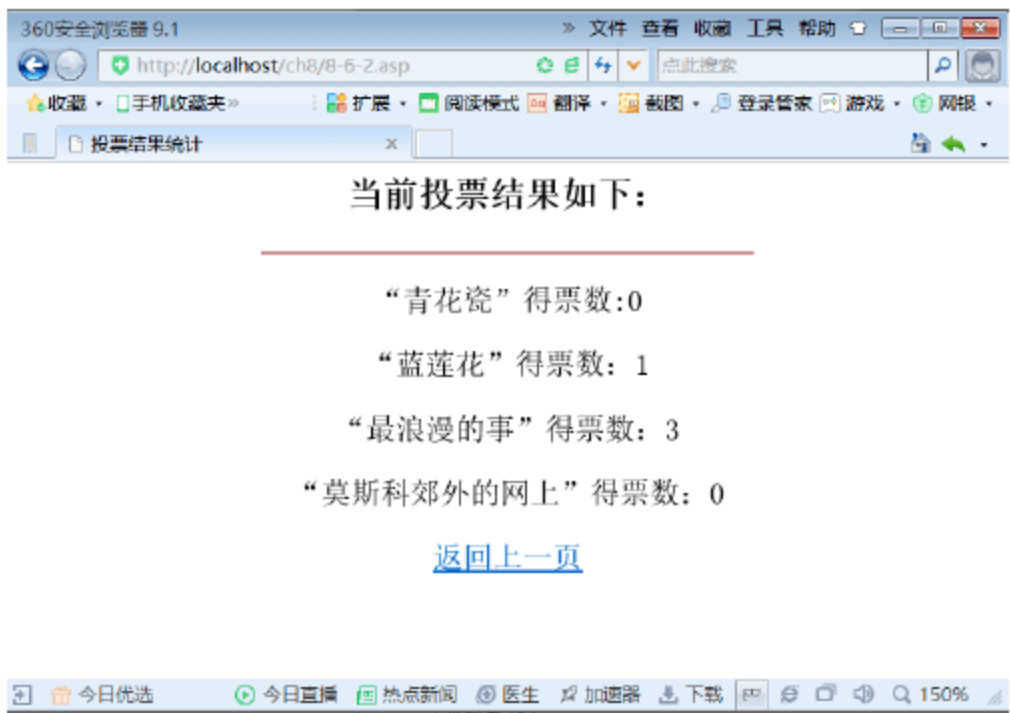 360安全浏览器 9.1
» 文件 查看 收藏 工具 帮助
http://localhost/ch8/8-6-2.asp 点此搜索
收藏 手机收藏夹» 扩展 阅读模式 翻译 截图 登录管家 游戏 网银
投票结果统计 x
当前投票结果如下：
“青花瓷”得票数:0
“蓝莲花”得票数：1
“最浪漫的事”得票数：3
“莫斯科郊外的网上”得票数：0
返回上一页
今日优选 今日直播 热点新闻 医生 加速器 下载 150%